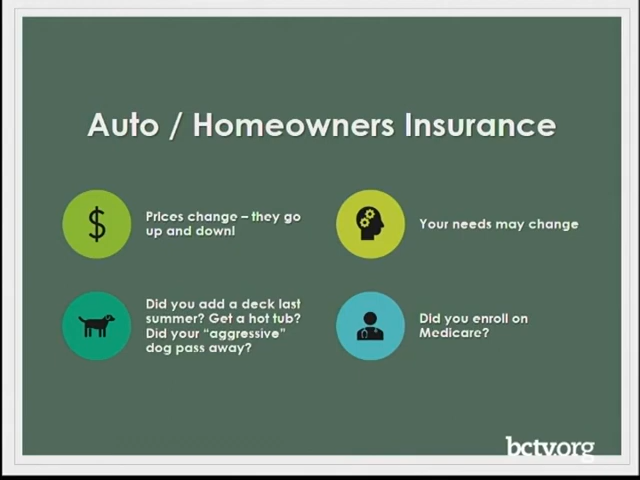 Auto / Homeowners Insurance
Prices change – they go
up and down!
Your needs may change
Did you add a deck last
summer? Get a hot tub?
Did your “aggressive”
dog pass away?
Did you enroll on
Medicare?
bctv.org